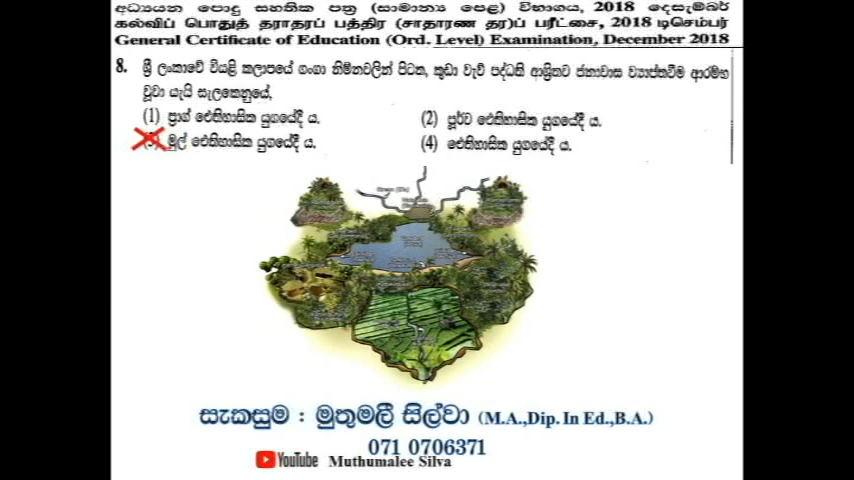 අධ්‍යයන පොදු සහතික පත්‍ර (සාමාන්‍ය පෙළ) විභාගය, 2018 දෙසැම්බර්
கல்விப் பொதுத் தராதரப் பத்திர (சாதாரண தர)ப் பரீட்சை, 2018 டிசெம்பர்
General Certificate of Education (Ord. Level) Examination, December 2018
8. ශ්‍රී ලංකාවේ වියළි කලාපයේ ගංගා නිම්නවලින් පිටත, කුඩා වැව් පද්ධති ආශ්‍රිතව ජනාවාස ව්‍යාප්තවීම ආරම්භ
වූවා යැයි සැලකෙනුයේ,
(1) ප්‍රාග් ඓතිහාසික යුගයේදී ය.
(2) පූර්ව ඓතිහාසික යුගයේදී ය.
(3) මුල් ඓතිහාසික යුගයේදී ය.
(4) ඓතිහාසික යුගයේදී ය.
සැකසුම : මුතුමලී සිල්වා (M.A.,Dip. In Ed.,B.A.)
071 0706371
YouTube Muthumalee Silva